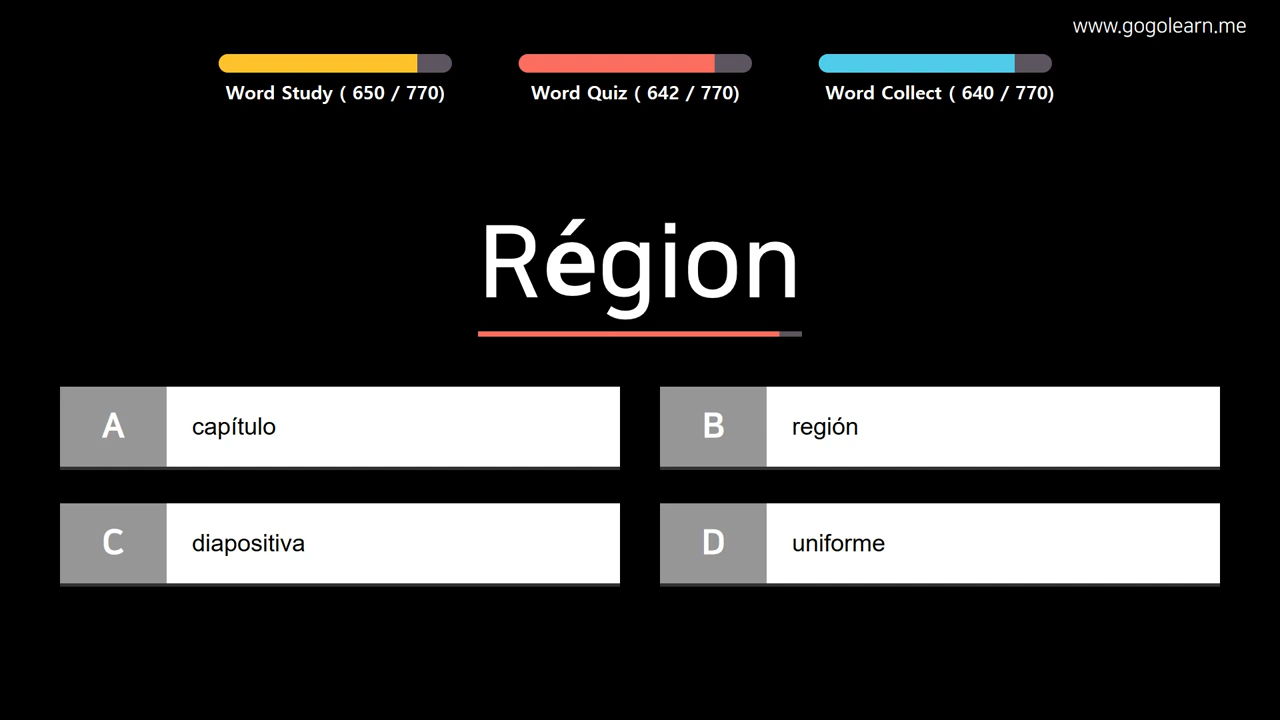 www.gogolearn.me
Word Study ( 650 / 770)
Word Quiz ( 642 / 770)
Word Collect ( 640 / 770)
Région
A capítulo
B región
C diapositiva
D uniforme